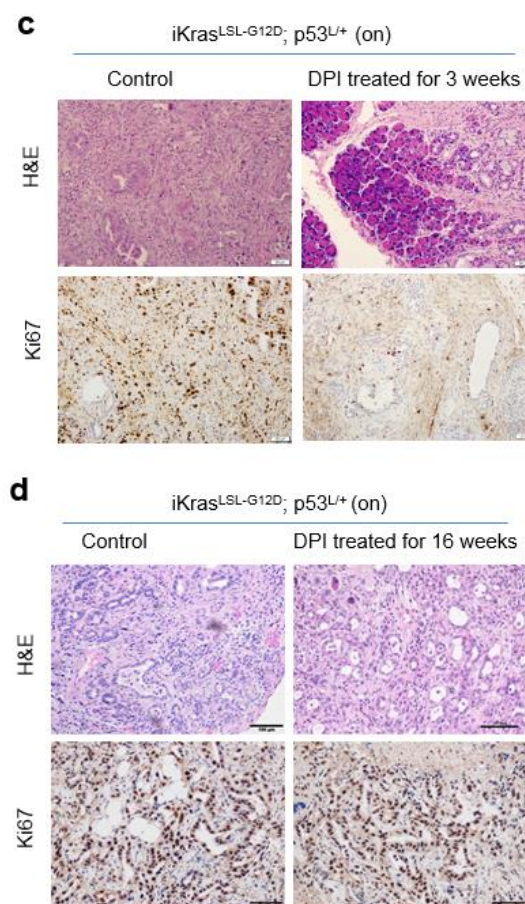 c
iKrasLSL-G12D; p53L/+ (on)
Control DPI treated for 3 weeks
H&E
Ki67
d
iKrasLSL-G12D; p53L/+ (on)
Control DPI treated for 16 weeks
H&E
Ki67